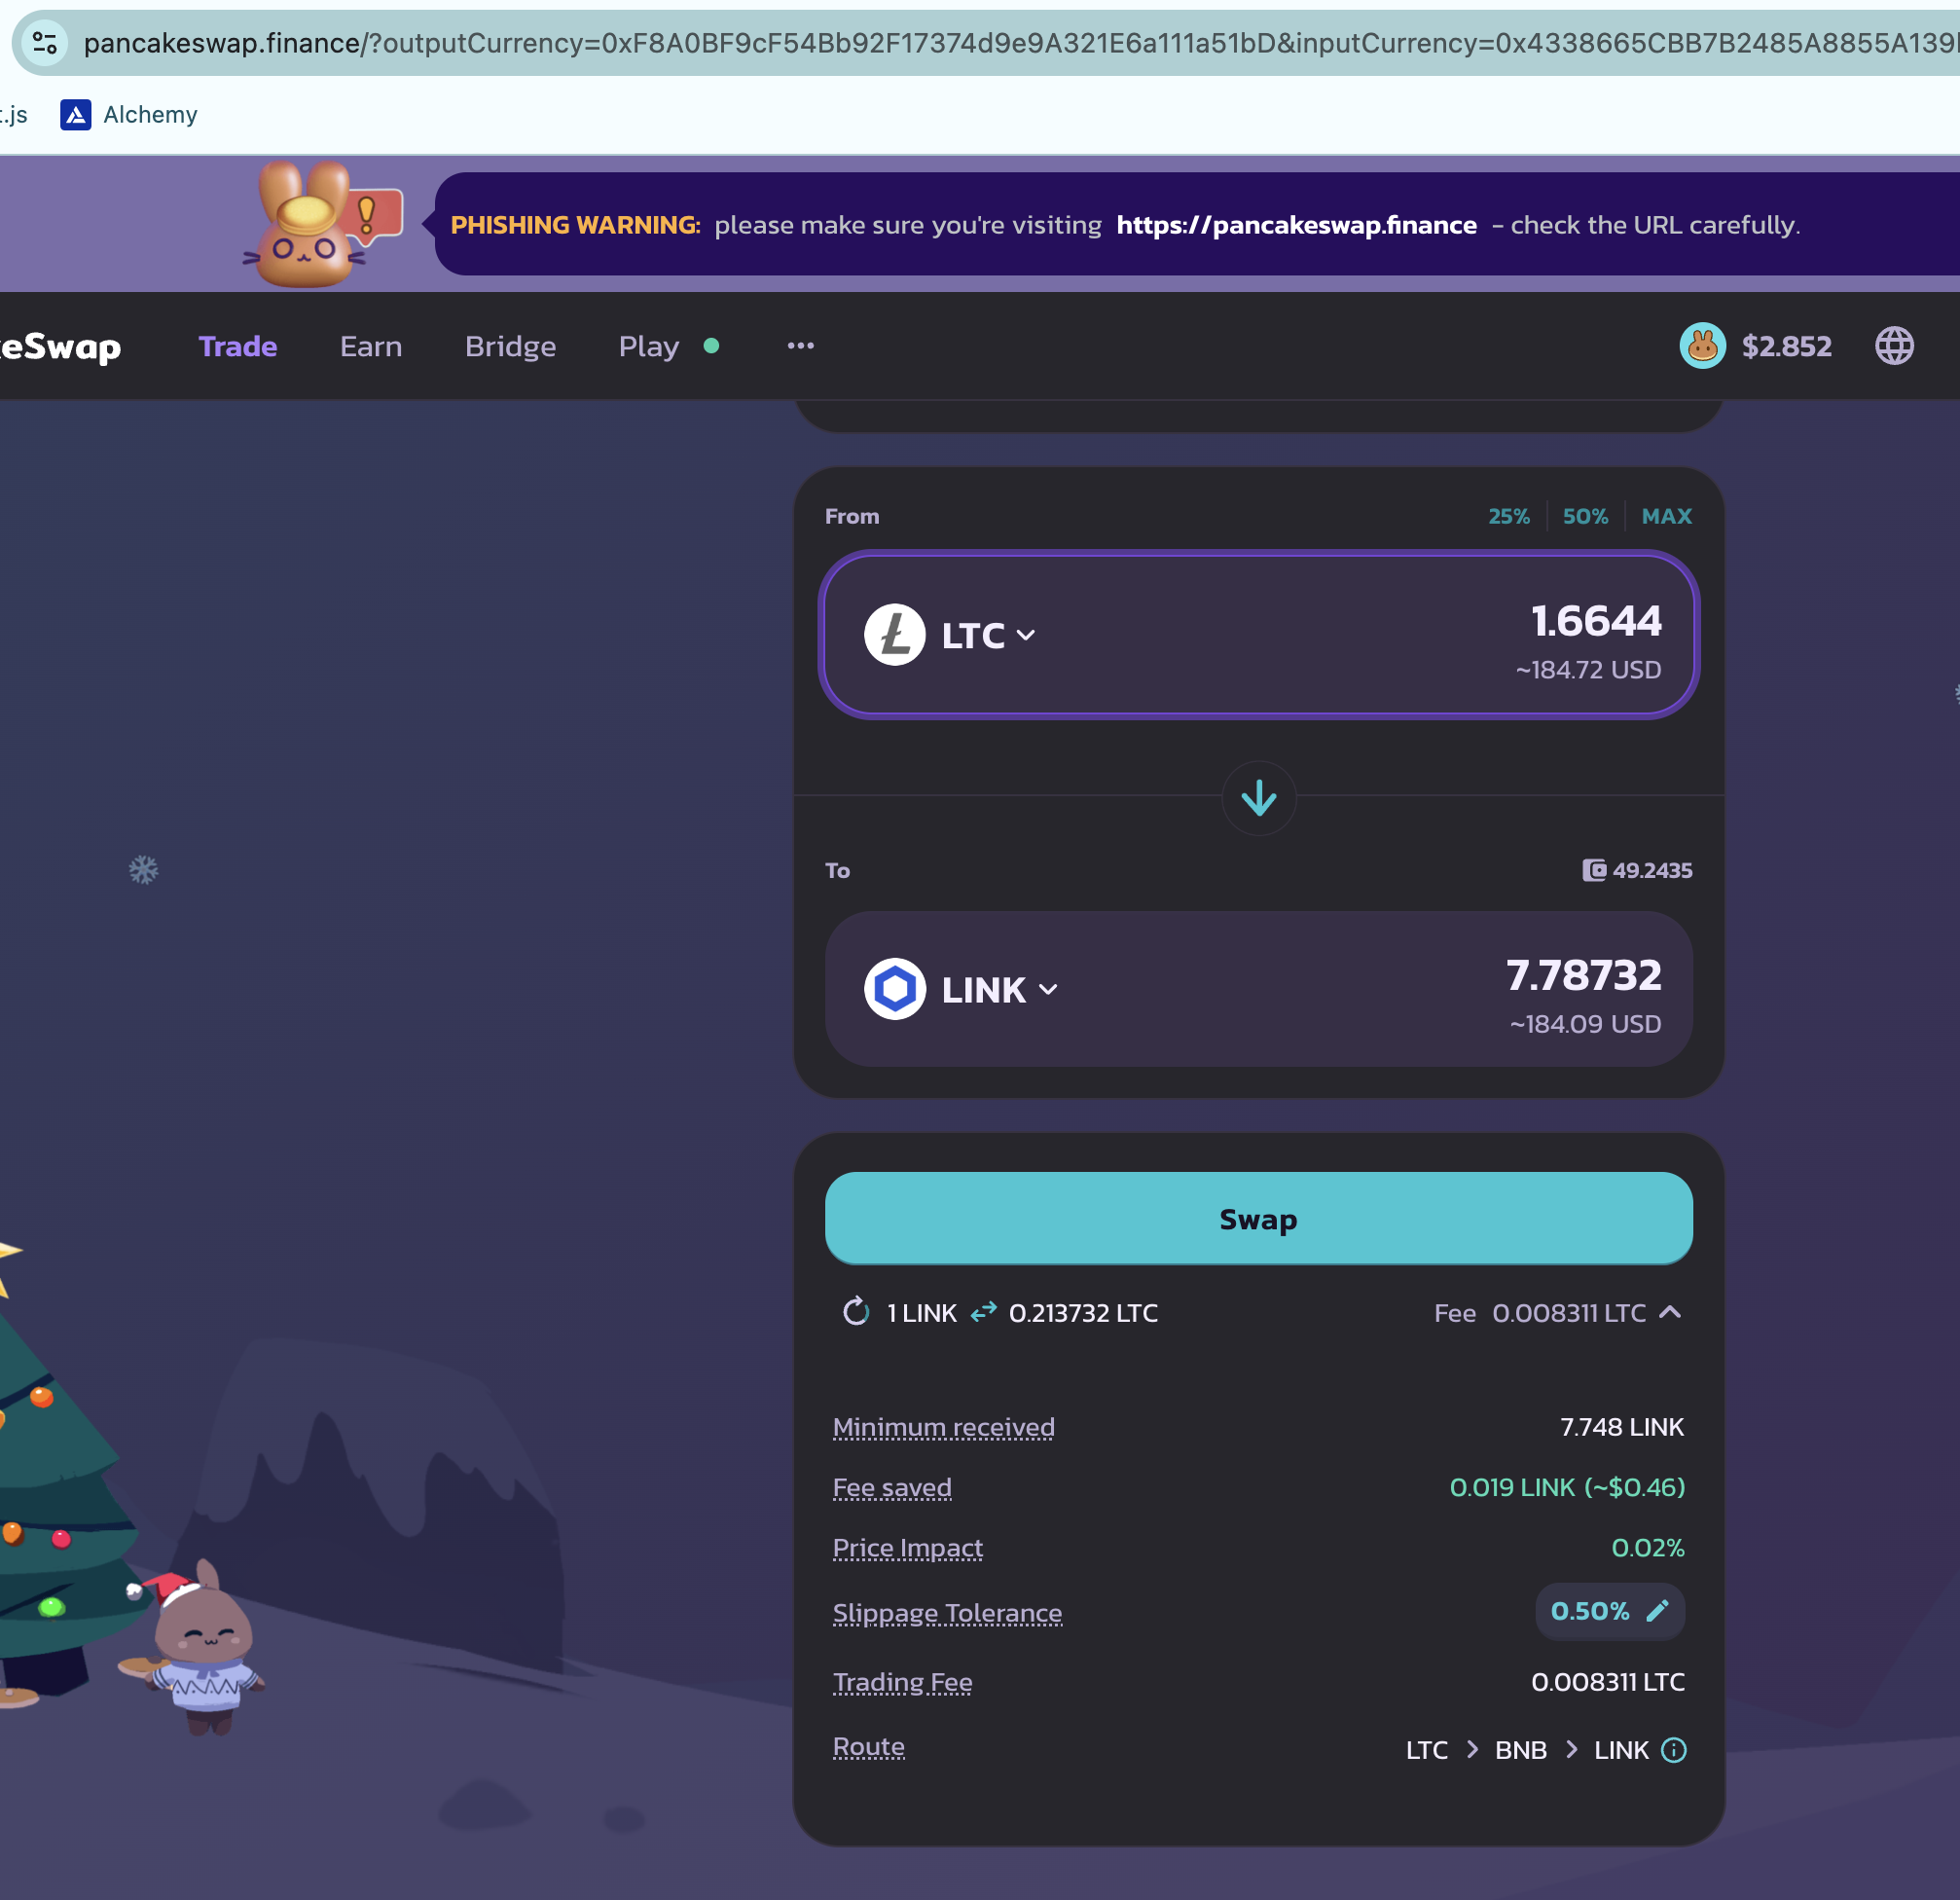 pancakeswap.finance/?outputCurrency=0xF8A0BF9cF54Bb92F17374d9e9A321E6a111a51bD&inputCurrency=0x4338665CBB7B2485A8855A139
t.js Alchemy
PHISHING WARNING: please make sure you're visiting https://pancakeswap.finance - check the URL carefully.
keSwap Trade Earn Bridge Play $2.852
From 25% 50% MAX
LTC 1.6644
~184.72 USD
To 49.2435
LINK 7.78732
~184.09 USD
Swap
1 LINK 0.213732 LTC Fee 0.008311 LTC
Minimum received 7.748 LINK
Fee saved 0.019 LINK (~$0.46)
Price Impact 0.02%
Slippage Tolerance 0.50%
Trading Fee 0.008311 LTC
Route LTC > BNB > LINK